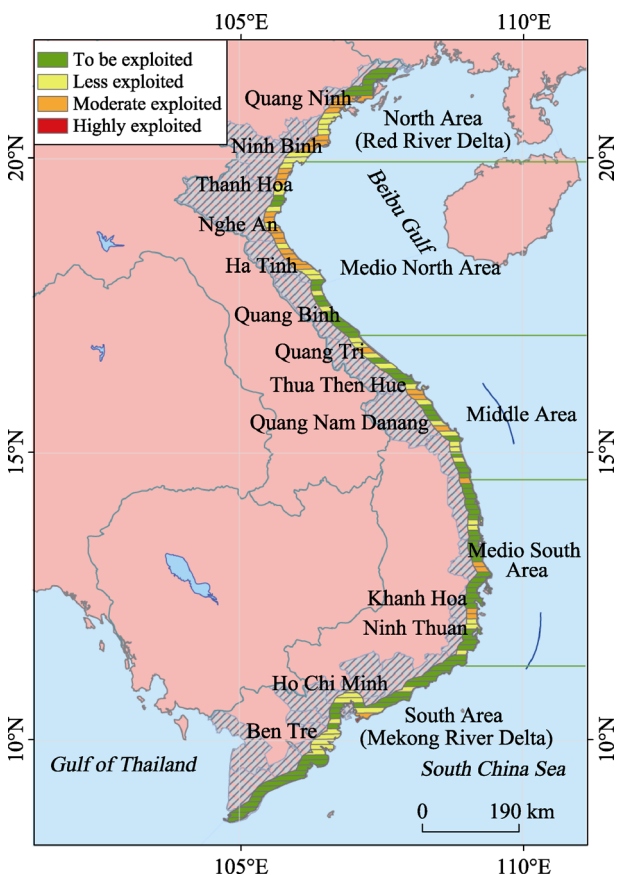 105°E 110°E
To be exploited
Less exploited
Moderate exploited
Highly exploited
Quang Ninh
North Area
(Red River Delta)
Ninh Binh
20°N 20°N
Thanh Hoa
Beibu Gulf
Nghe An
Ha Tinh
Medio North Area
Quang Binh
Quang Tri
Thua Then Hue
Middle Area
Quang Nam Danang
15°N 15°N
Medio South
Area
Khanh Hoa
Ninh Thuan
Ho Chi Minh
South Area
(Mekong River Delta)
Ben Tre
10°N 10°N
Gulf of Thailand
South China Sea
0 190 km
105°E 110°E